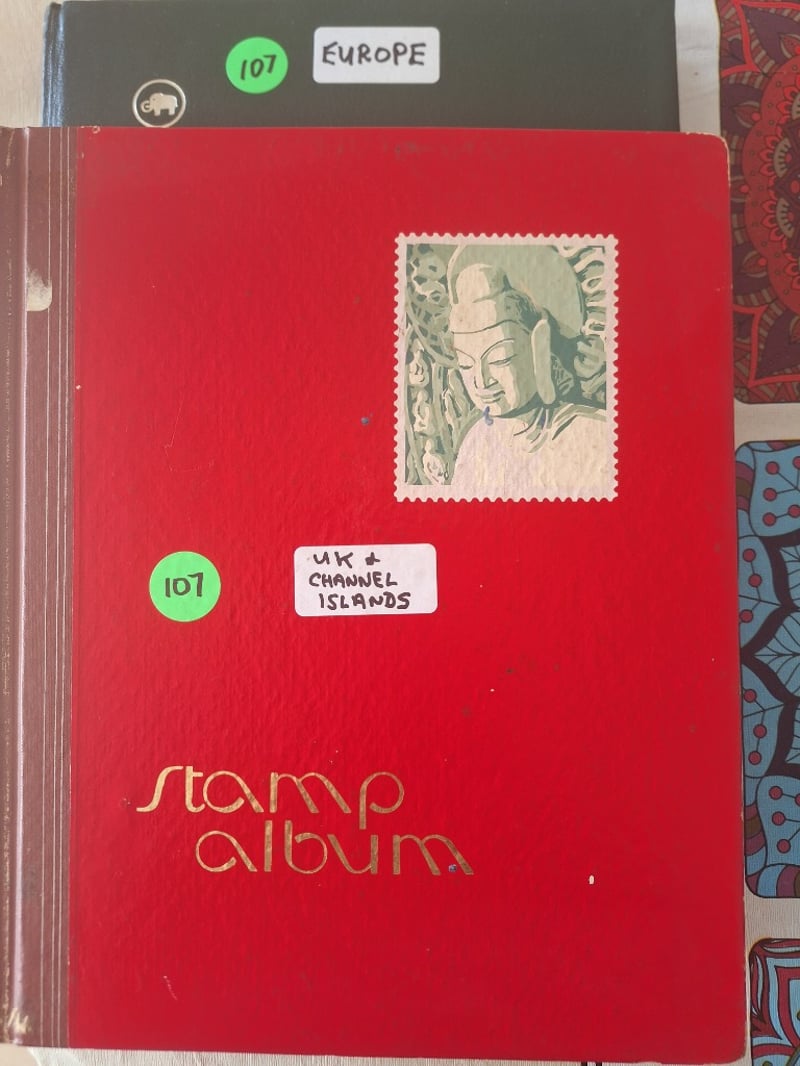 107
EUROPE
107
UK &
CHANNEL
ISLANDS
stamp
album